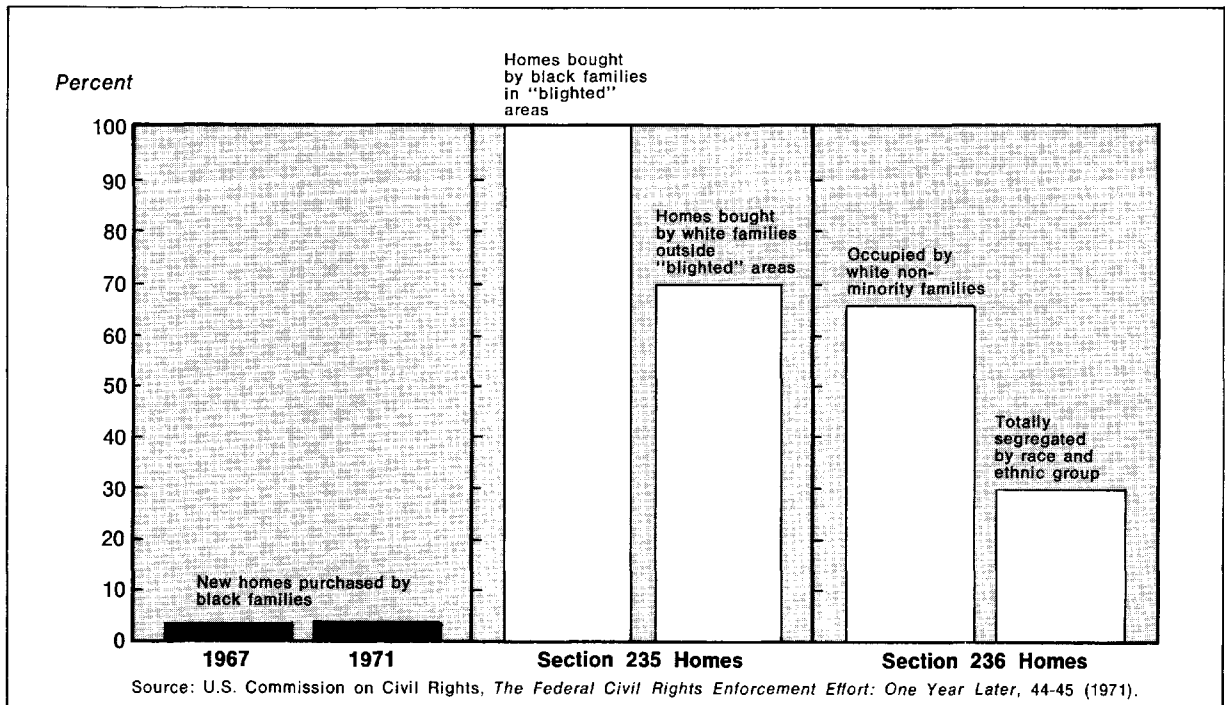 Percent
Homes bought
by black families
in "blighted"
areas
100
90
80
70
60
50
40
30
20
10
0
New homes purchased by
black families
Homes bought
by white families
outside
"blighted" areas
Occupied by
white non-
minority families
Totally
segregated
by race and
ethnic group
1967 1971 Section 235 Homes Section 236 Homes
Source: U.S. Commission on Civil Rights, The Federal Civil Rights Enforcement Effort: One Year Later, 44-45 (1971).